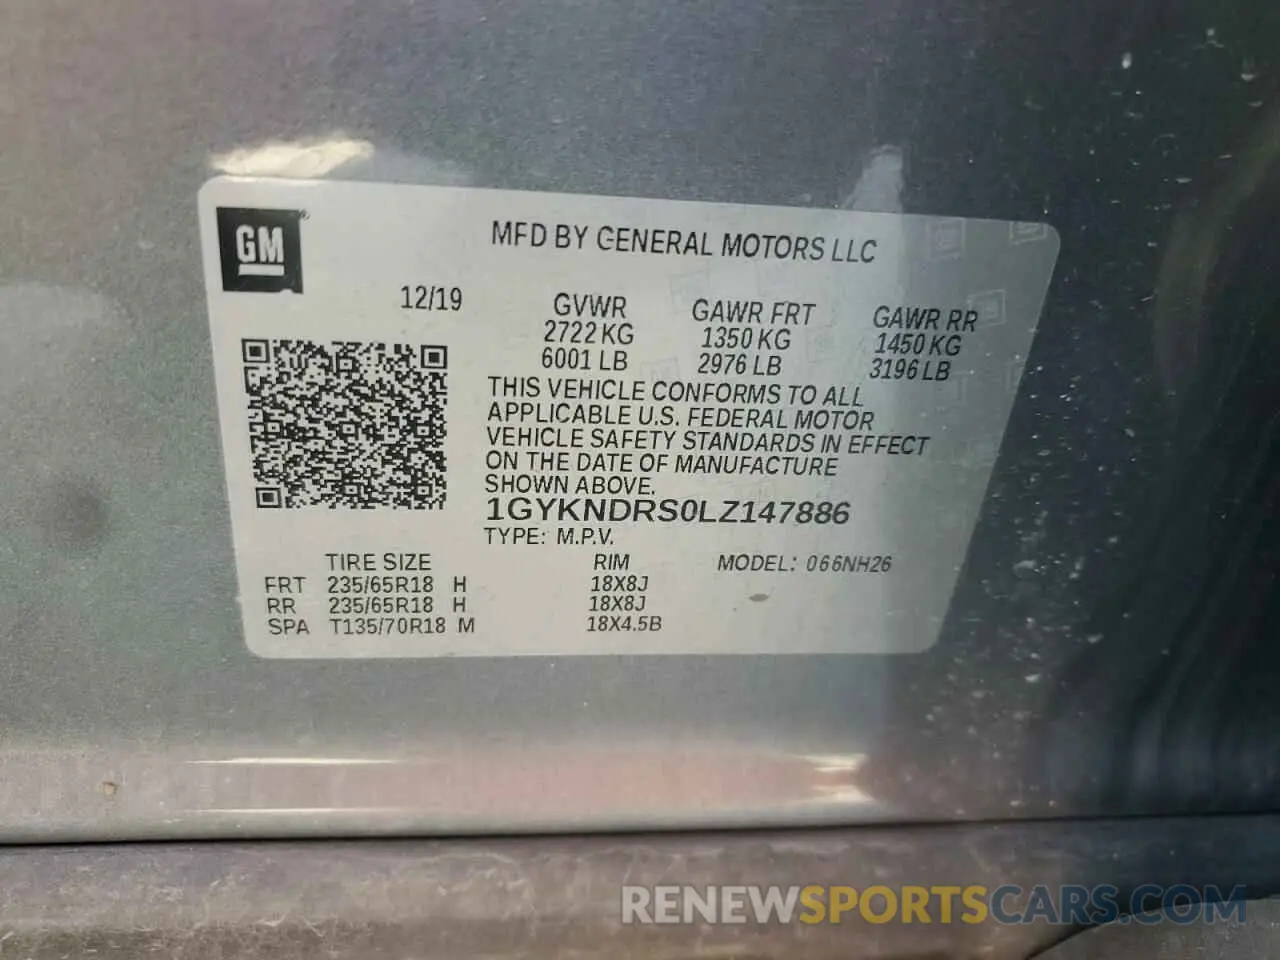 GM
MFD BY GENERAL MOTORS LLC
12/19
GVWR GAWR FRT GAWR RR
2722 KG 1350 KG 1450 KG
6001 LB 2976 LB 3196 LB
THIS VEHICLE CONFORMS TO ALL
APPLICABLE U.S. FEDERAL MOTOR
VEHICLE SAFETY STANDARDS IN EFFECT
ON THE DATE OF MANUFACTURE
SHOWN ABOVE.
1GYKNDRS0LZ147886
TYPE: M.P.V.
TIRE SIZE RIM MODEL: 066NH26
FRT 235/65R18 H 18X8J
RR 235/65R18 H 18X8J
SPA T135/70R18 M 18X4.5B
RENEWSPORTSCARS.COM